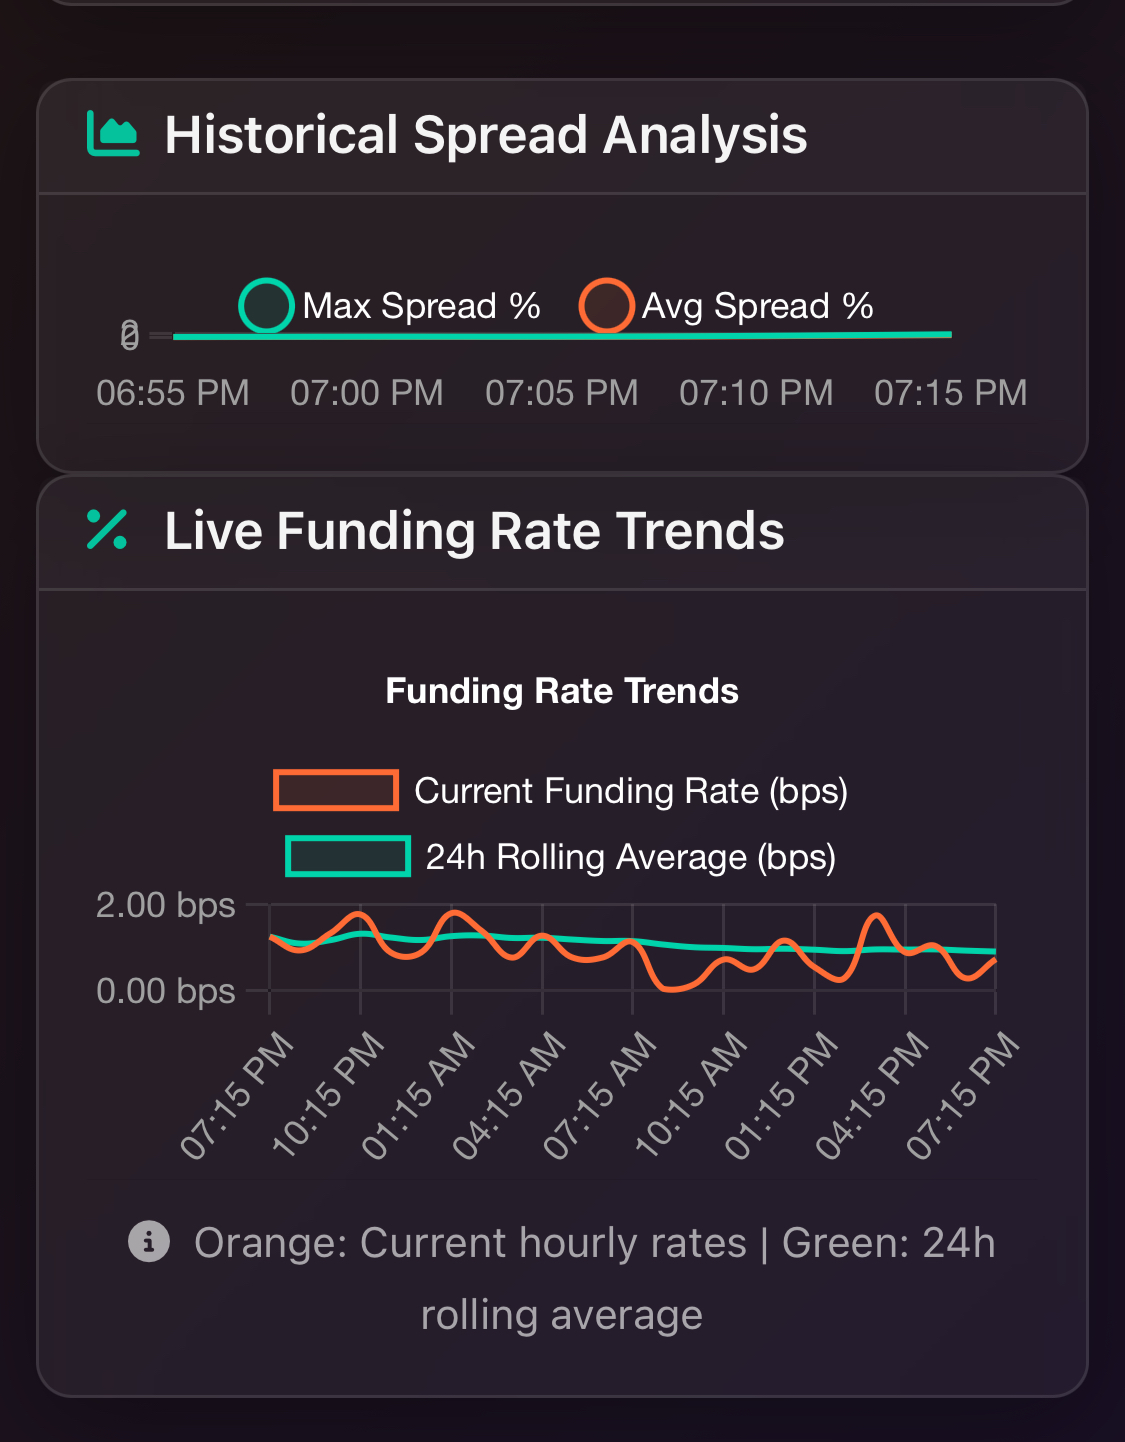 Historical Spread Analysis
Max Spread % Avg Spread %
06:55 PM 07:00 PM 07:05 PM 07:10 PM 07:15 PM
Live Funding Rate Trends
Funding Rate Trends
Current Funding Rate (bps)
24h Rolling Average (bps)
2.00 bps
0.00 bps
07:15 PM 10:15 PM 01:15 AM 04:15 AM 07:15 AM 10:15 AM 01:15 PM 04:15 PM 07:15 PM
Orange: Current hourly rates | Green: 24h
rolling average